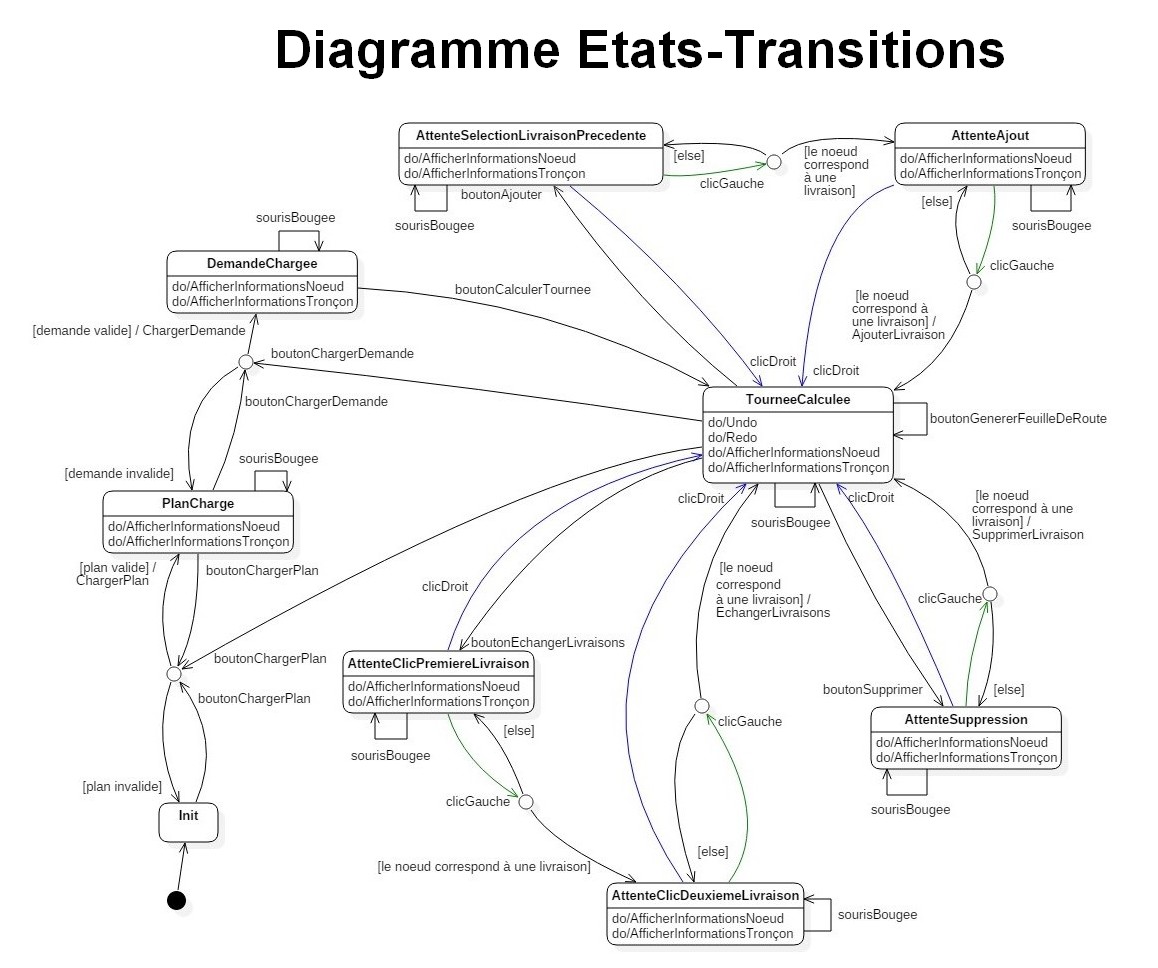 Diagramme Etats-Transitions
AttenteSelectionLivraisonPrecedente
do/AfficherInformationsNoeud
do/AfficherInformationsTronçon
[else]
clicGauche
[le noeud
correspond
à une
livraison]
AttenteAjout
do/AfficherInformationsNoeud
do/AfficherInformationsTronçon
boutonAjouter
sourisBougee
[else]
sourisBougee
clicGauche
sourisBougee
DemandeChargee
do/AfficherInformationsNoeud
do/AfficherInformationsTronçon
boutonCalculerTournee
[le noeud
correspond à
une livraison] /
AjouterLivraison
[demande valide] / ChargerDemande
boutonChargerDemande
clicDroit
clicDroit
boutonChargerDemande
TourneeCalculee
do/Undo
do/Redo
do/AfficherInformationsNoeud
do/AfficherInformationsTronçon
boutonGenererFeuilleDeRoute
[demande invalide]
sourisBougee
PlanCharge
do/AfficherInformationsNoeud
do/AfficherInformationsTronçon
clicDroit
clicDroit
sourisBougee
[le noeud
correspond à une
livraison] /
SupprimerLivraison
[plan valide] /
ChargerPlan
boutonChargerPlan
clicDroit
[le noeud
correspond
à une livraison] /
EchangerLivraisons
clicGauche
boutonEchangerLivraisons
boutonChargerPlan
AttenteClicPremiereLivraison
do/AfficherInformationsNoeud
do/AfficherInformationsTronçon
boutonChargerPlan
boutonSupprimer
[else]
AttenteSuppression
do/AfficherInformationsNoeud
do/AfficherInformationsTronçon
clicGauche
[else]
sourisBougee
[plan invalide]
clicGauche
sourisBougee
Init
[else]
[le noeud correspond à une livraison]
AttenteClicDeuxiemeLivraison
do/AfficherInformationsNoeud
do/AfficherInformationsTronçon
sourisBougee